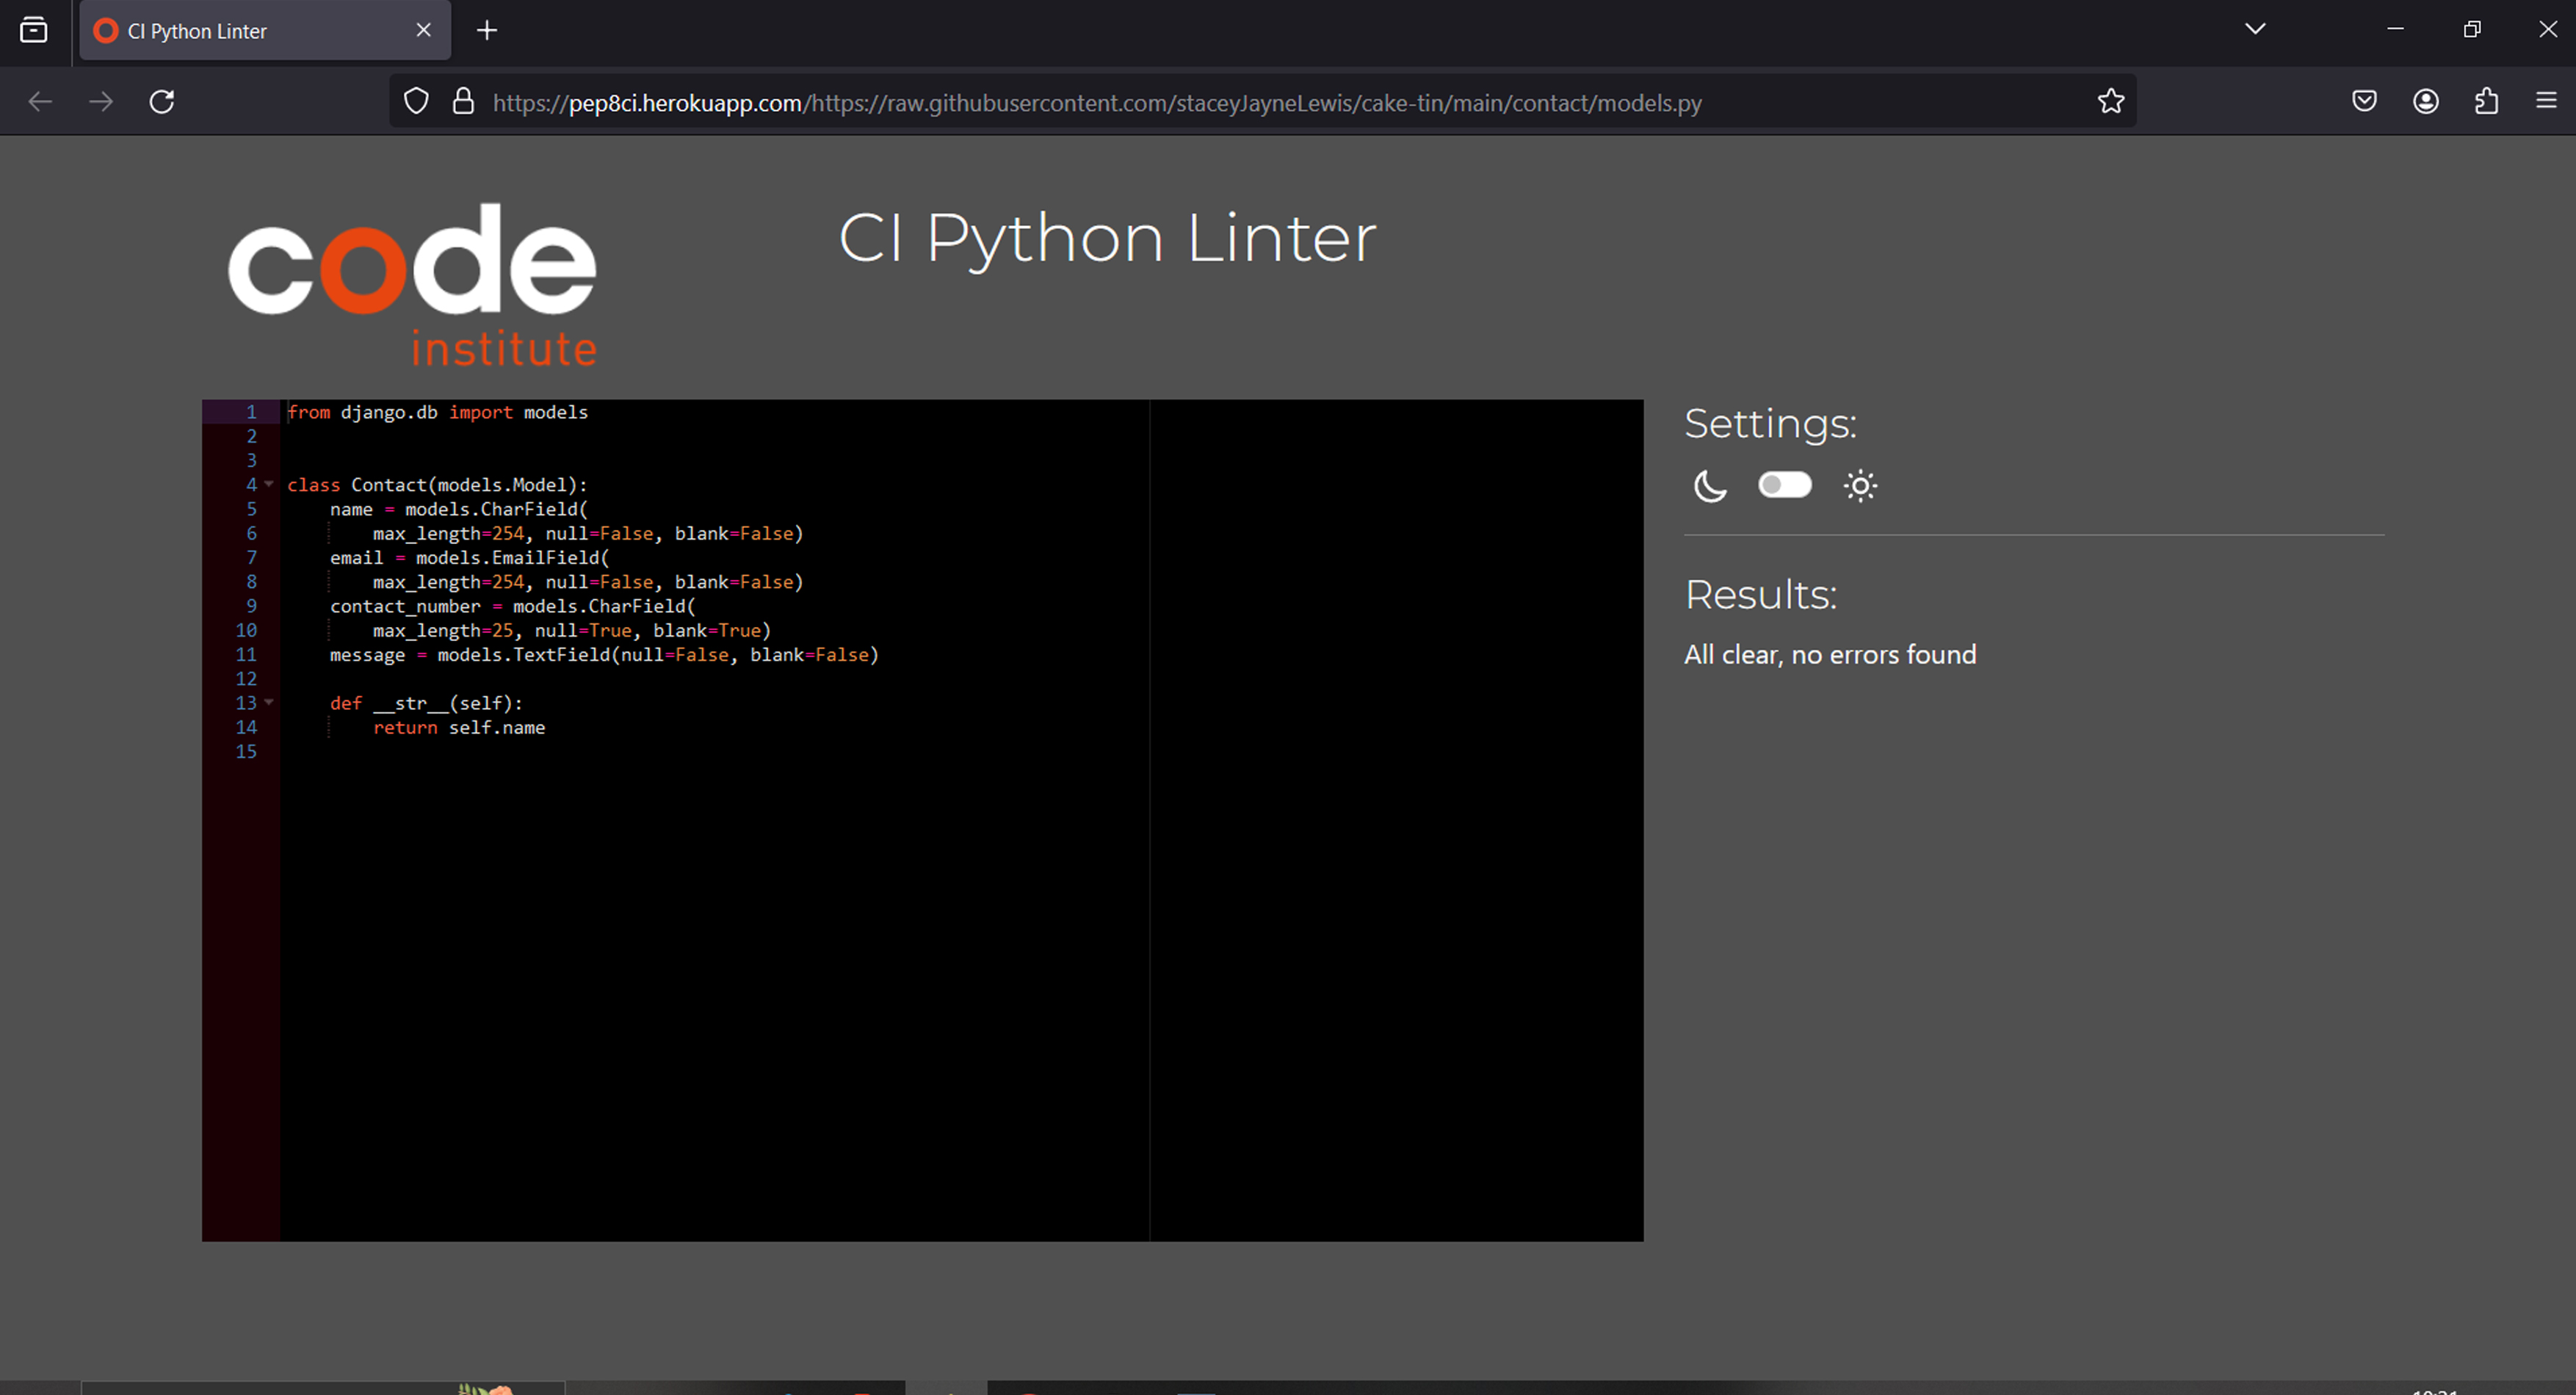 CI Python Linter
https://pep8ci.herokuapp.com/https://raw.githubusercontent.com/staceyJayneLewis/cake-tin/main/contact/models.py
code
institute
CI Python Linter
1 from django.db import models
2
3
4 class Contact(models.Model):
5     name = models.CharField(
6         max_length=254, null=False, blank=False)
7     email = models.EmailField(
8         max_length=254, null=False, blank=False)
9     contact_number = models.CharField(
10         max_length=25, null=True, blank=True)
11     message = models.TextField(null=False, blank=False)
12
13     def __str__(self):
14         return self.name
15
Settings:
Results:
All clear, no errors found